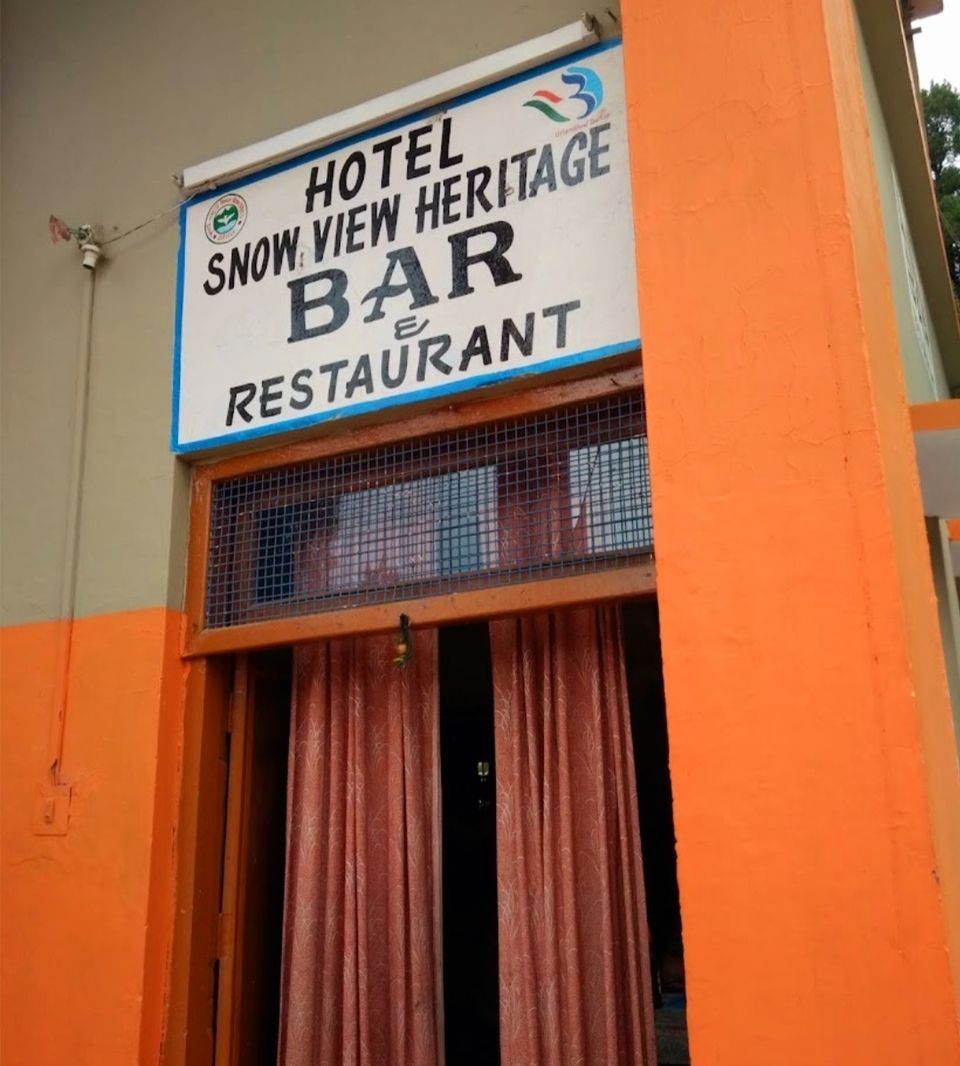 HOTEL
SNOW VIEW HERITAGE
BAR
&
RESTAURANT